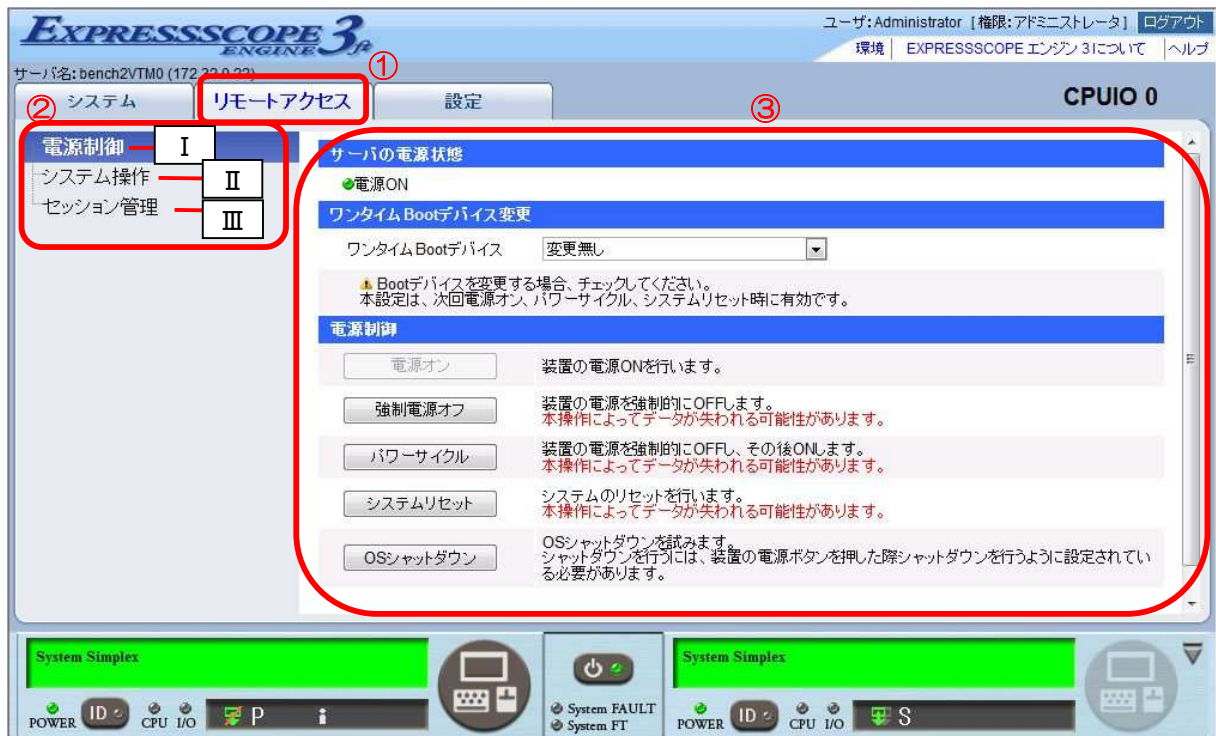 EXPRESSSCOPE
ENGINE 3 ft
ユーザ:Administrator [権限:アドミニストレータ] ログアウト
環境 EXPRESSSCOPE エンジン 3について ヘルプ
サーバ名: bench2VTM0
①
システム リモートアクセス 設定
CPUIO 0
②
③
電源制御 Ⅰ
システム操作 Ⅱ
セッション管理 Ⅲ
サーバの電源状態
電源ON
ワンタイム Bootデバイス変更
ワンタイム Bootデバイス 変更無し
Bootデバイスを変更する場合、チェックしてください。
本設定は、次回電源オン、パワーサイクル、システムリセット時に有効です。
電源制御
電源オン 装置の電源ONを行います。
強制電源オフ 装置の電源を強制的にOFFします。
本操作によってデータが失われる可能性があります。
パワーサイクル 装置の電源を強制的にOFFし、その後ONします。
本操作によってデータが失われる可能性があります。
システムリセット システムのリセットを行います。
本操作によってデータが失われる可能性があります。
OSシャットダウン OSシャットダウンを試みます。
シャットダウンを行うには、装置の電源ボタンを押した際シャットダウンを行うように設定されてい
る必要があります。
System Simplex
POWER ID CPU I/O P i
System FAULT
System FT
System Simplex
POWER ID CPU I/O S